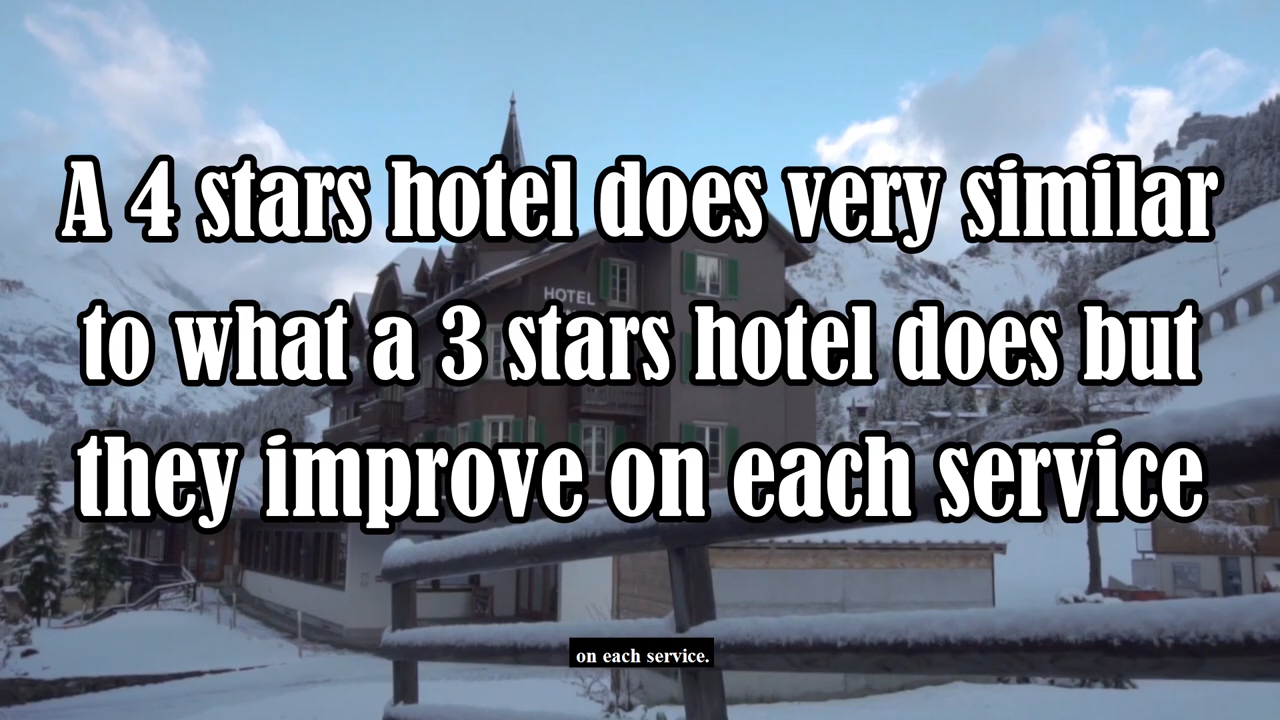 A 4 stars hotel does very similar
HOTEL
to what a 3 stars hotel does but
they improve on each service
on each service.